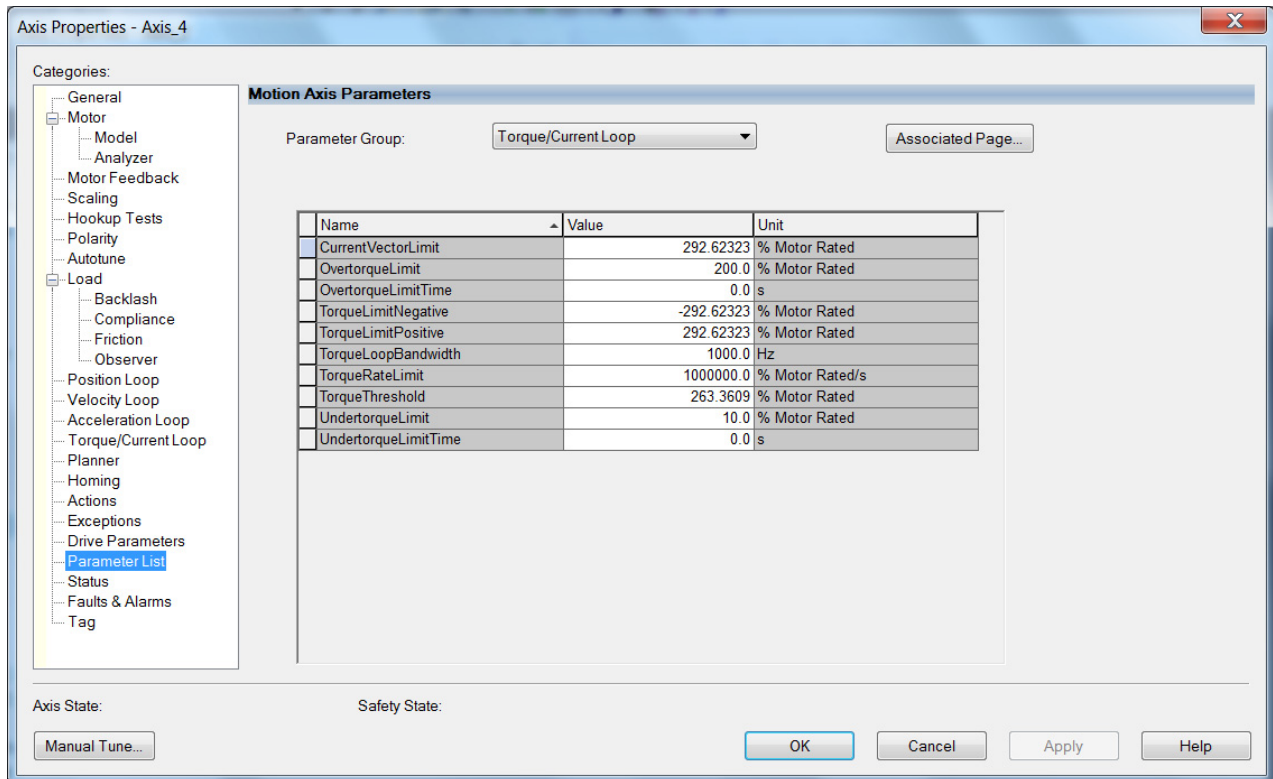 Axis Properties - Axis_4
X
Categories:
General
Motor
Model
Analyzer
Motor Feedback
Scaling
Hookup Tests
Polarity
Autotune
Load
Backlash
Compliance
Friction
Observer
Position Loop
Velocity Loop
Acceleration Loop
Torque/Current Loop
Planner
Homing
Actions
Exceptions
Drive Parameters
Parameter List
Status
Faults & Alarms
Tag
Motion Axis Parameters
Parameter Group: Torque/Current Loop Associated Page...
Name Value Unit
CurrentVectorLimit 292.62323 % Motor Rated
OvertorqueLimit 200.0 % Motor Rated
OvertorqueLimitTime 0.0 s
TorqueLimitNegative -292.62323 % Motor Rated
TorqueLimitPositive 292.62323 % Motor Rated
TorqueLoopBandwidth 1000.0 Hz
TorqueRateLimit 1000000.0 % Motor Rated/s
TorqueThreshold 263.3609 % Motor Rated
UndertorqueLimit 10.0 % Motor Rated
UndertorqueLimitTime 0.0 s
Axis State: Safety State:
Manual Tune... OK Cancel Apply Help